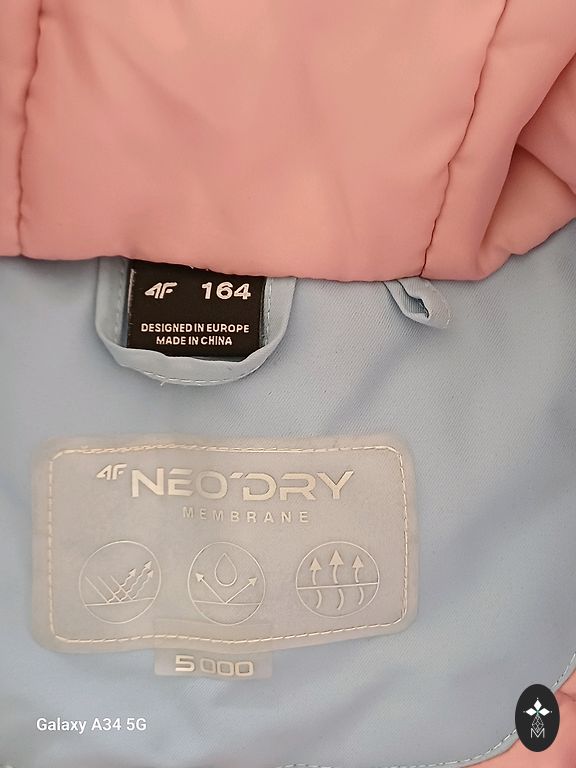 4F 164
DESIGNED IN EUROPE
MADE IN CHINA
4F NEO'DRY
MEMBRANE
5000
Galaxy A34 5G
M